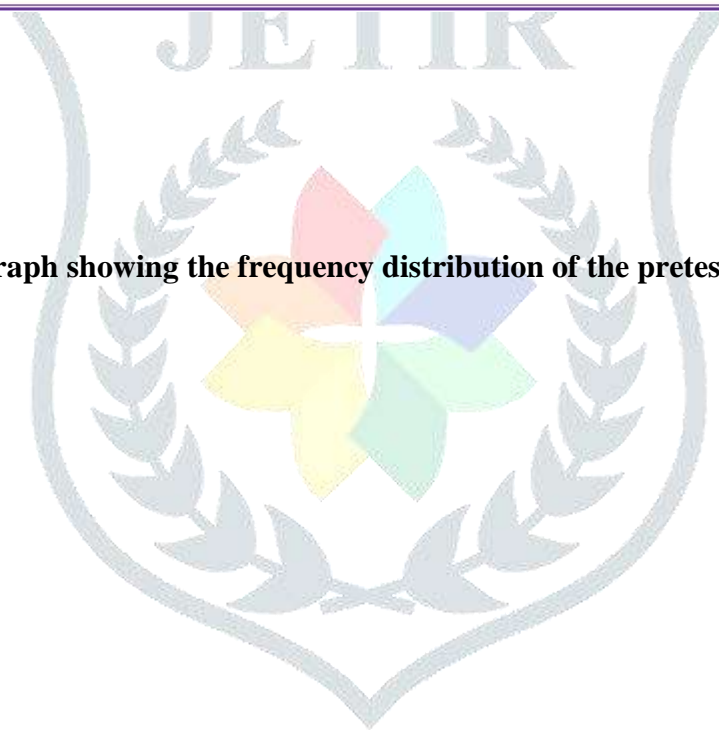 JETIR
raph showing the frequency distribution of the pretes